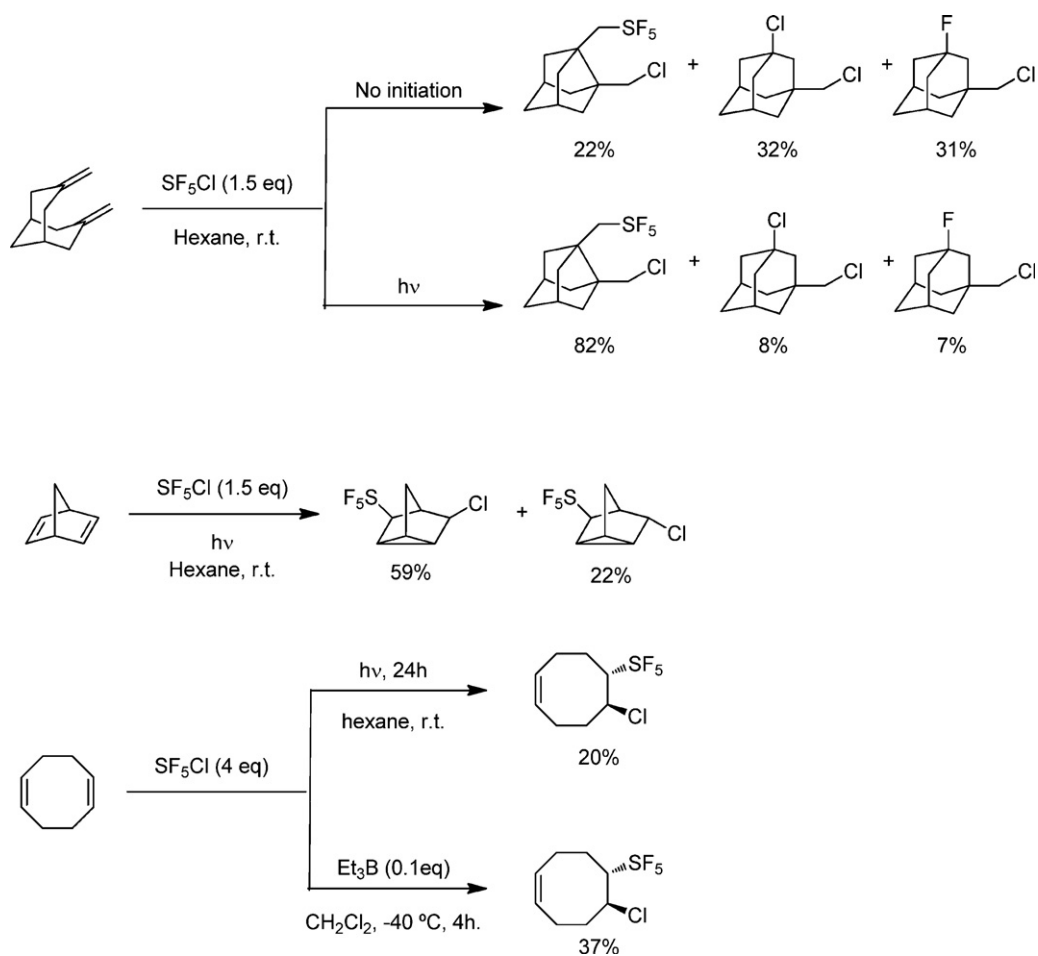 SF5
Cl
Cl
F
No initiation
Cl
+
Cl
+
Cl
22%
32%
31%
SF5Cl (1.5 eq)
Hexane, r.t.
SF5
Cl
F
Cl
+
Cl
+
Cl
hν
82%
8%
7%
SF5Cl (1.5 eq)
hν
Hexane, r.t.
F5S
Cl
+
F5S
Cl
59%
22%
hν, 24h
hexane, r.t.
SF5
Cl
20%
SF5Cl (4 eq)
Et3B (0.1eq)
CH2Cl2, -40 ºC, 4h.
SF5
Cl
37%